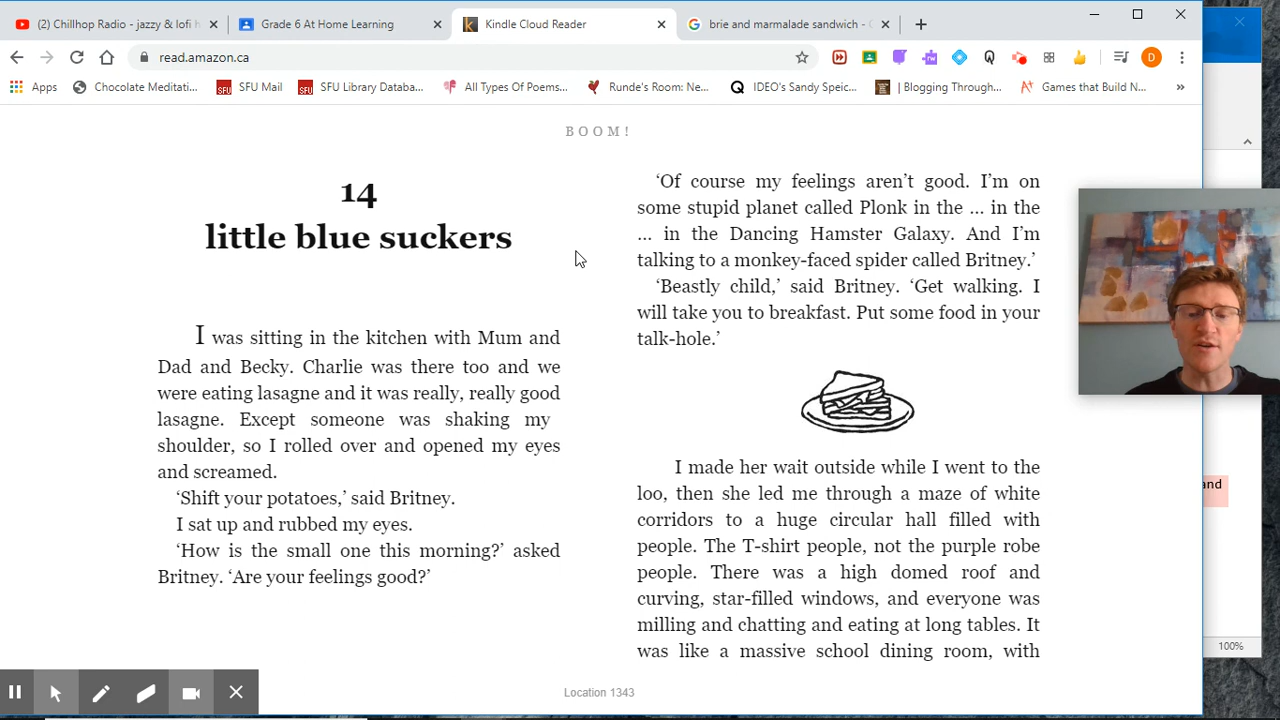 (2) Chillhop Radio - jazzy & lofi h
Grade 6 At Home Learning
Kindle Cloud Reader
brie and marmalade sandwich -
read.amazon.ca
D
Apps
Chocolate Meditati...
SFU Mail
SFU Library Databa...
All Types Of Poems...
Runde's Room: Ne...
IDEO's Sandy Speic...
| Blogging Through...
Games that Build N...
»
BOOM!
14
little blue suckers
I was sitting in the kitchen with Mum and
Dad and Becky. Charlie was there too and we
were eating lasagne and it was really, really good
lasagne. Except someone was shaking my
shoulder, so I rolled over and opened my eyes
and screamed.
‘Shift your potatoes,’ said Britney.
I sat up and rubbed my eyes.
‘How is the small one this morning?’ asked
Britney. ‘Are your feelings good?’
‘Of course my feelings aren’t good. I’m on
some stupid planet called Plonk in the ... in the
... in the Dancing Hamster Galaxy. And I’m
talking to a monkey-faced spider called Britney.’
‘Beastly child,’ said Britney. ‘Get walking. I
will take you to breakfast. Put some food in your
talk-hole.’
I made her wait outside while I went to the
loo, then she led me through a maze of white
corridors to a huge circular hall filled with
people. The T-shirt people, not the purple robe
people. There was a high domed roof and
curving, star-filled windows, and everyone was
milling and chatting and eating at long tables. It
was like a massive school dining room, with
Location 1343
and
100%